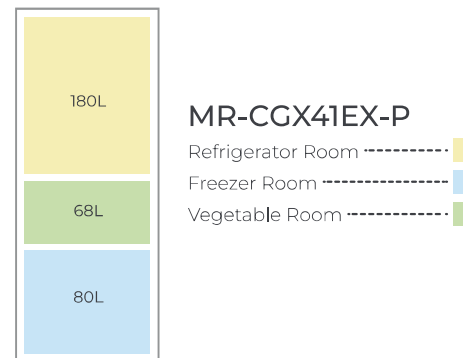 180L
68L
80L
MR-CGX41EX-P
Refrigerator Room
Freezer Room
Vegetable Room